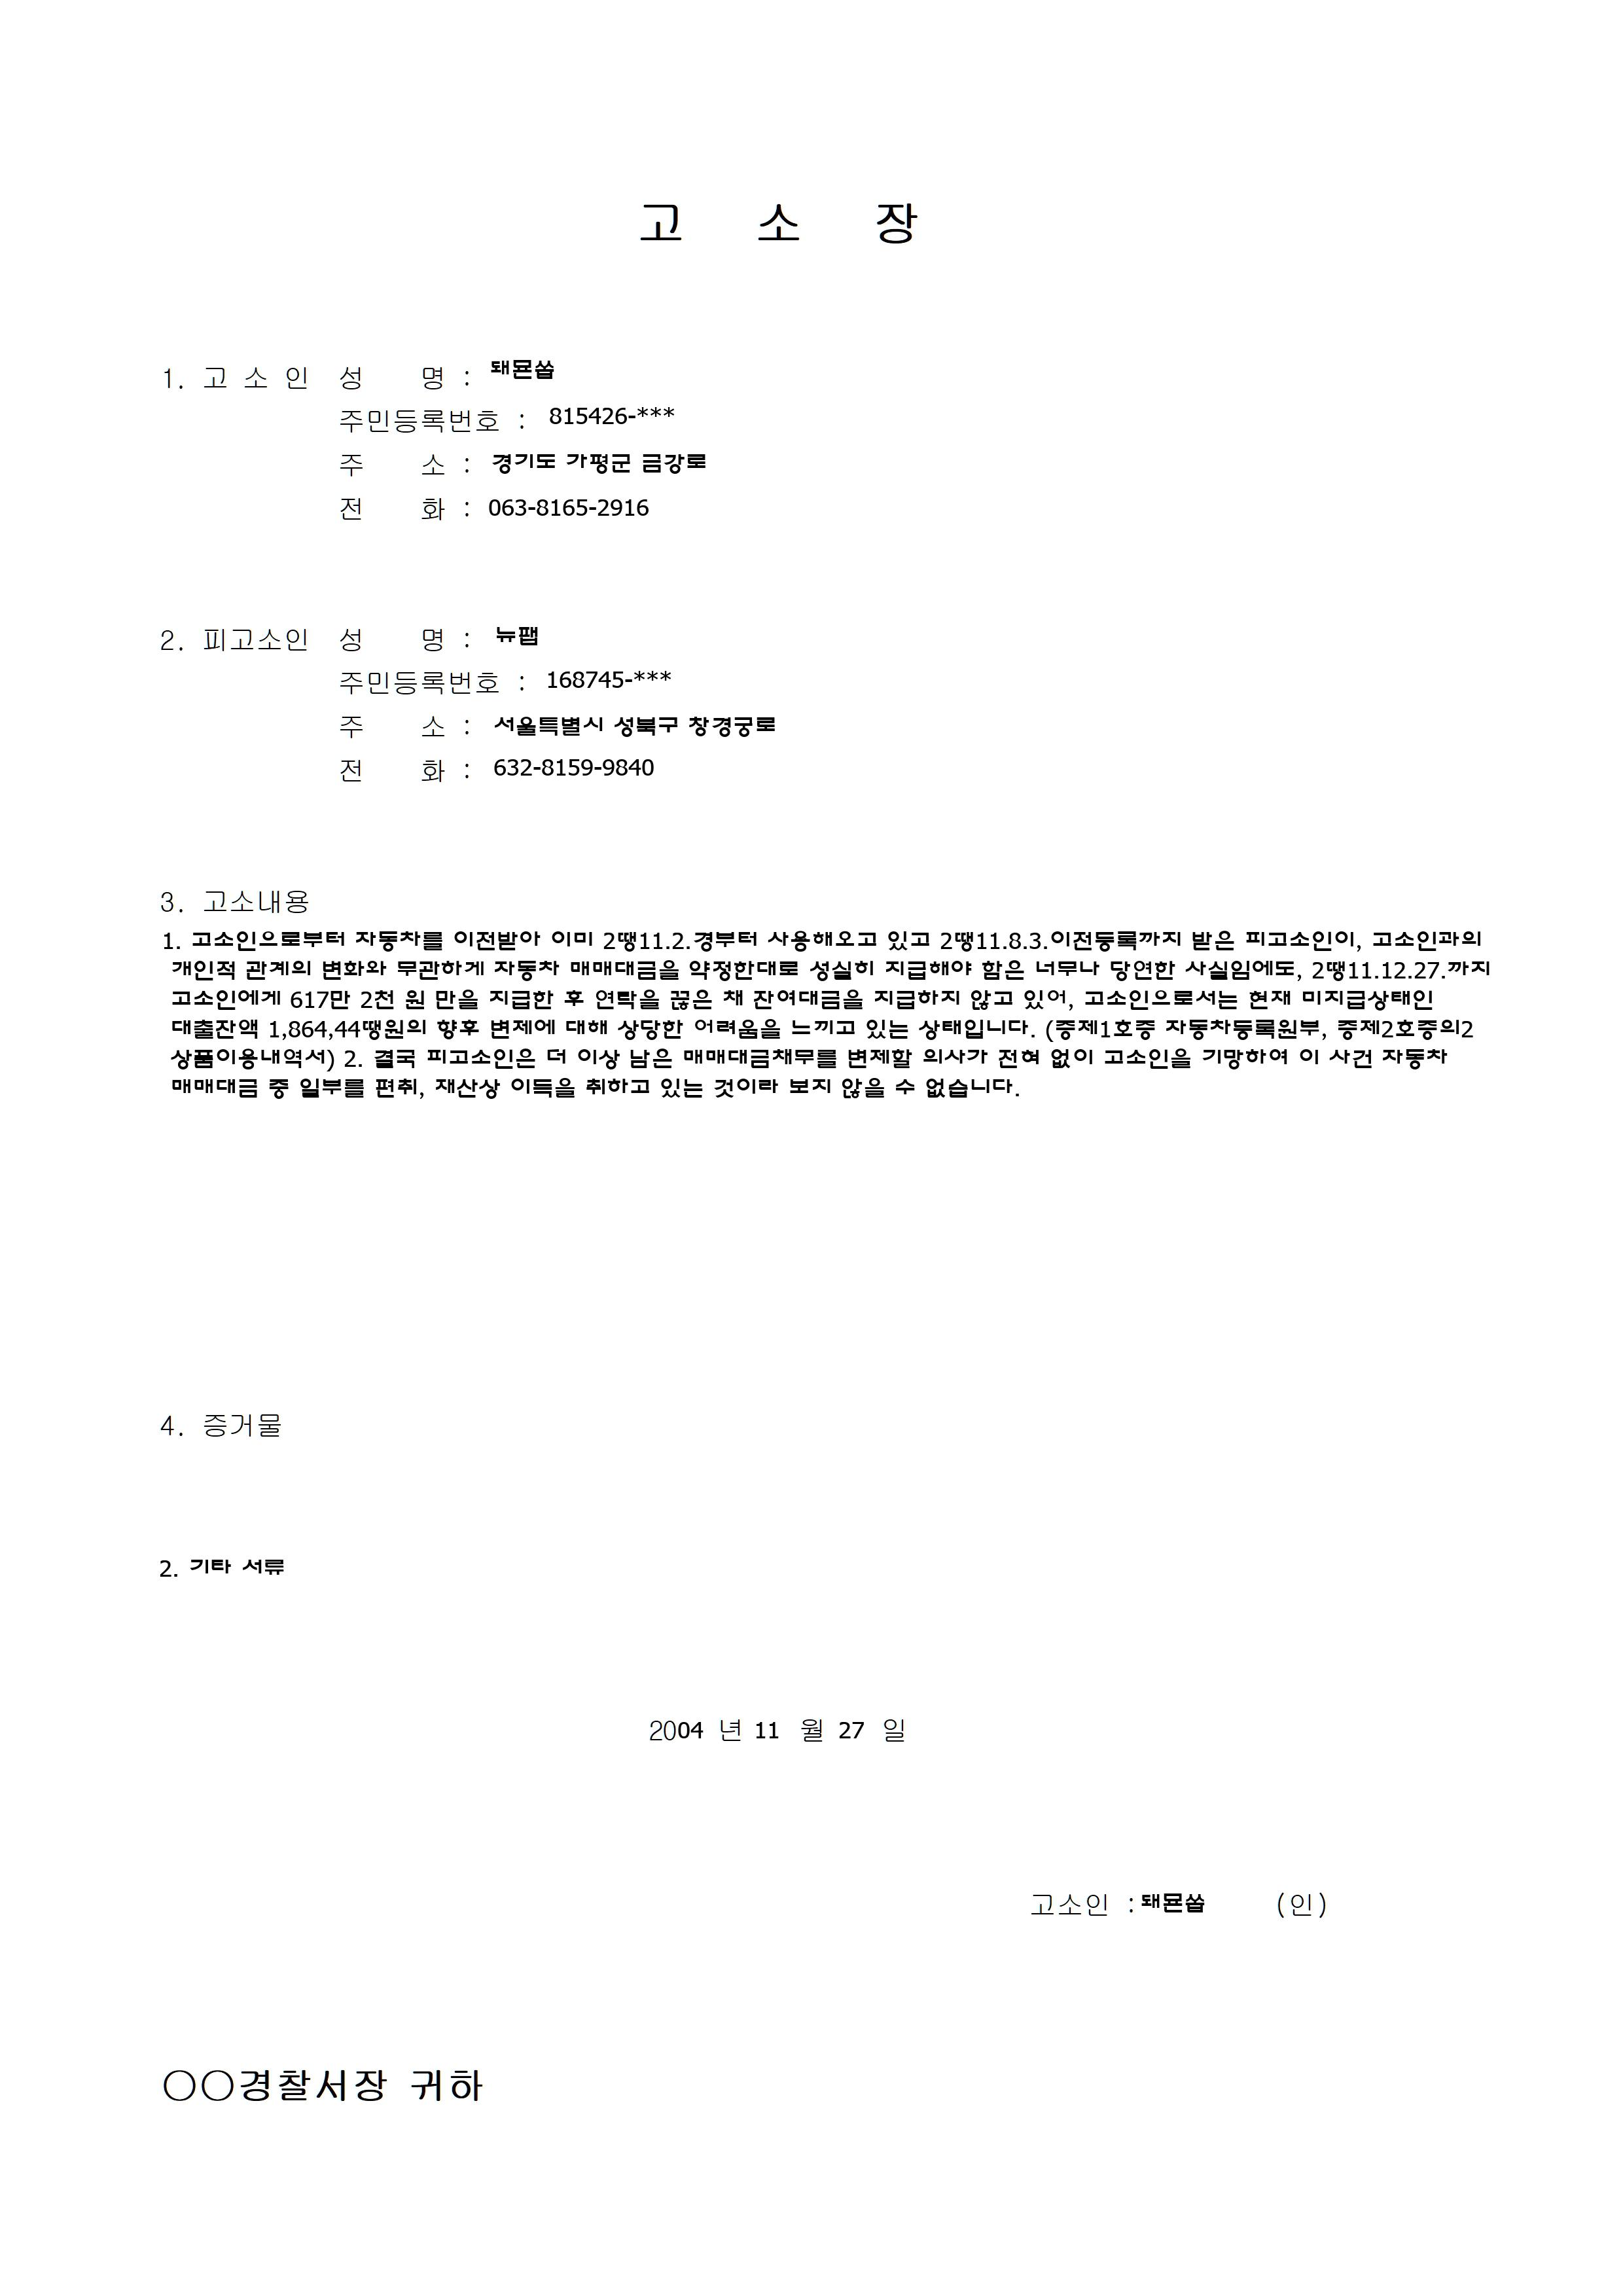 고 소 장
1. 고 소 인 성 명 : 돼묜씀
주민등록번호 : 815426-***
주 소 : 경기도 가평군 금강로
전 화 : 063-8165-2916
2. 피고소인 성 명 : 뉴팹
주민등록번호 : 168745-***
주 소 : 서울특별시 성북구 창경궁로
전 화 : 632-8159-9840
3. 고소내용
1. 고소인으로부터 자동차를 이전받아 이미 2땡11.2.경부터 사용해오고 있고 2땡11.8.3.이전등록까지 받은 피고소인이, 고소인과의
개인적 관계의 변화와 무관하게 자동차 매매대금을 약정한대로 성실히 지급해야 함은 너무나 당연한 사실임에도, 2땡11.12.27.까지
고소인에게 617만 2천 원 만을 지급한 후 연락을 끊은 채 잔여대금을 지급하지 않고 있어, 고소인으로서는 현재 미지급상태인
대출잔액 1,864,44땡원의 향후 변제에 대해 상당한 어려움을 느끼고 있는 상태입니다. (증제1호증 자동차등록원부, 증제2호증의2
상품이용내역서) 2. 결국 피고소인은 더 이상 남은 매매대금채무를 변제할 의사가 전혀 없이 고소인을 기망하여 이 사건 자동차
매매대금 중 일부를 편취, 재산상 이득을 취하고 있는 것이라 보지 않을 수 없습니다.
4. 증거물
2. 기타 서류
2004 년 11 월 27 일
고소인 : 돼묜씀 (인)
○○경찰서장 귀하